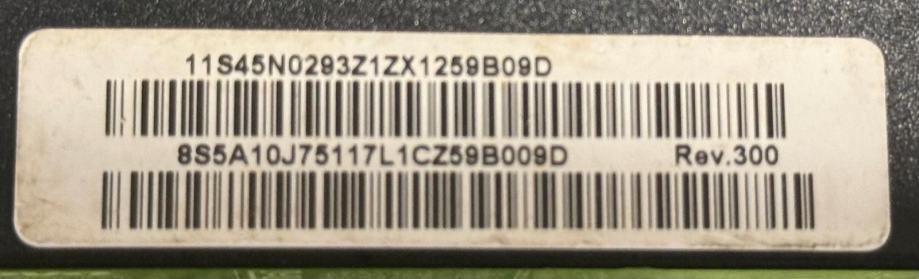 11S45N0293Z1ZX1259B09D
8S5A10J75117L1CZ59B009D Rev.300